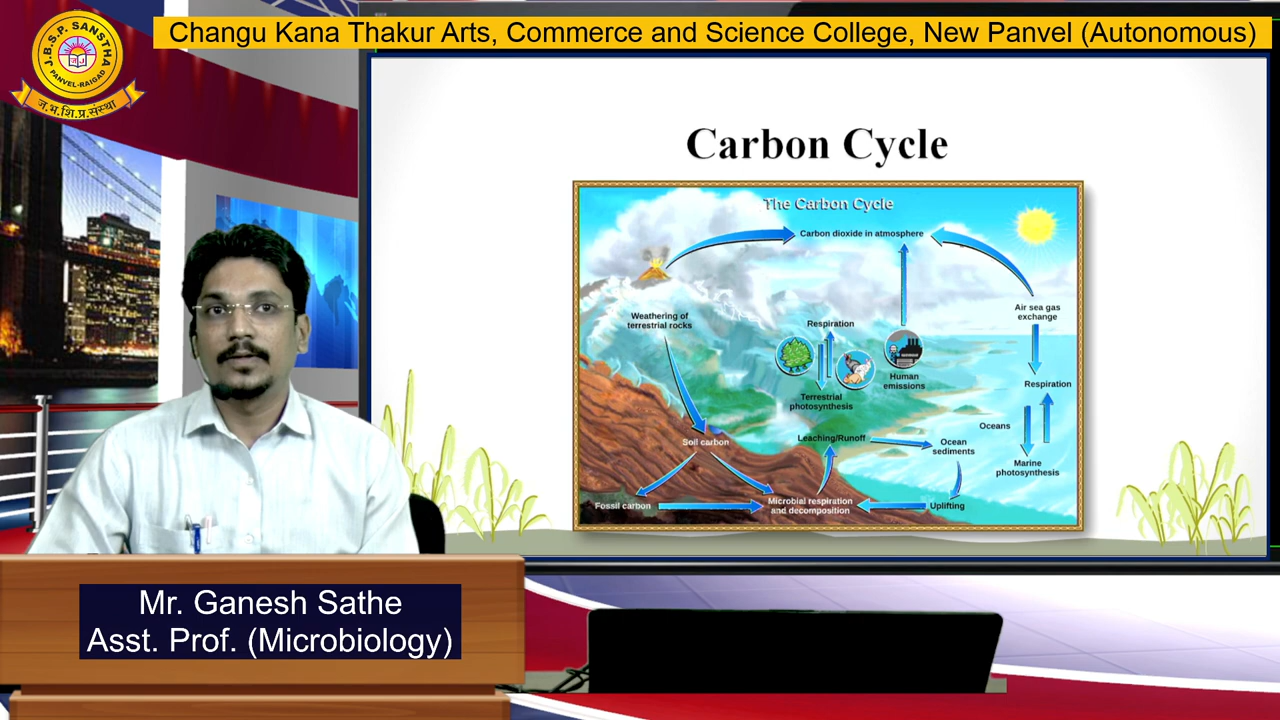 Changu Kana Thakur Arts, Commerce and Science College, New Panvel (Autonomous)
J.B.S.P. SANSTHA
PANVEL-RAIGAD
ज.भ.शि.प्र.संस्था
Carbon Cycle
The Carbon Cycle
Carbon dioxide in atmosphere
Weathering of
terrestrial rocks
Air sea gas
exchange
Respiration
Human
emissions
Respiration
Terrestrial
photosynthesis
Oceans
Soil carbon
Leaching/Runoff
Ocean
sediments
Marine
photosynthesis
Fossil carbon
Microbial respiration
and decomposition
Uplifting
Mr. Ganesh Sathe
Asst. Prof. (Microbiology)